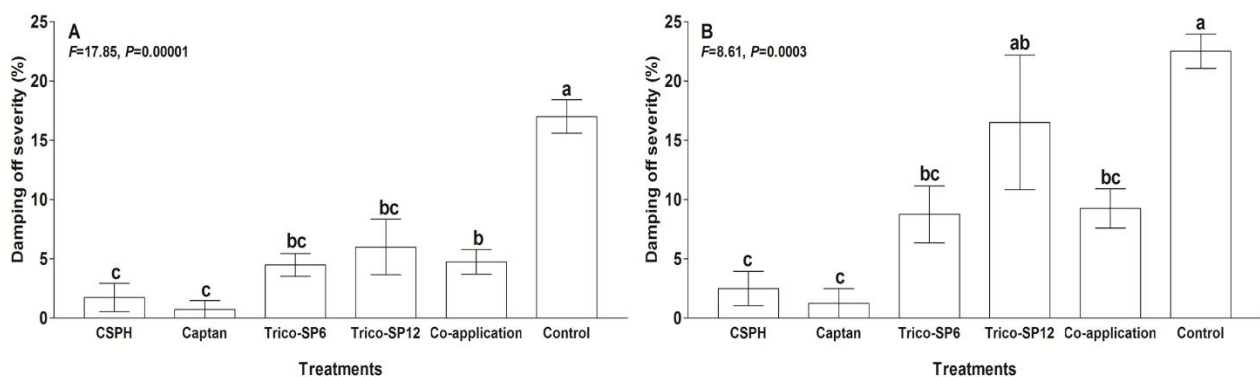 A
F=17.85, P=0.00001
Damping off severity (%)
25
20
15
10
5
0
c
c
bc
bc
b
a
CSPH
Captan
Trico-SP6
Trico-SP12
Co-application
Control
Treatments
B
F=8.61, P=0.0003
Damping off severity (%)
25
20
15
10
5
0
c
c
bc
ab
bc
a
CSPH
Captan
Trico-SP6
Trico-SP12
Co-application
Control
Treatments